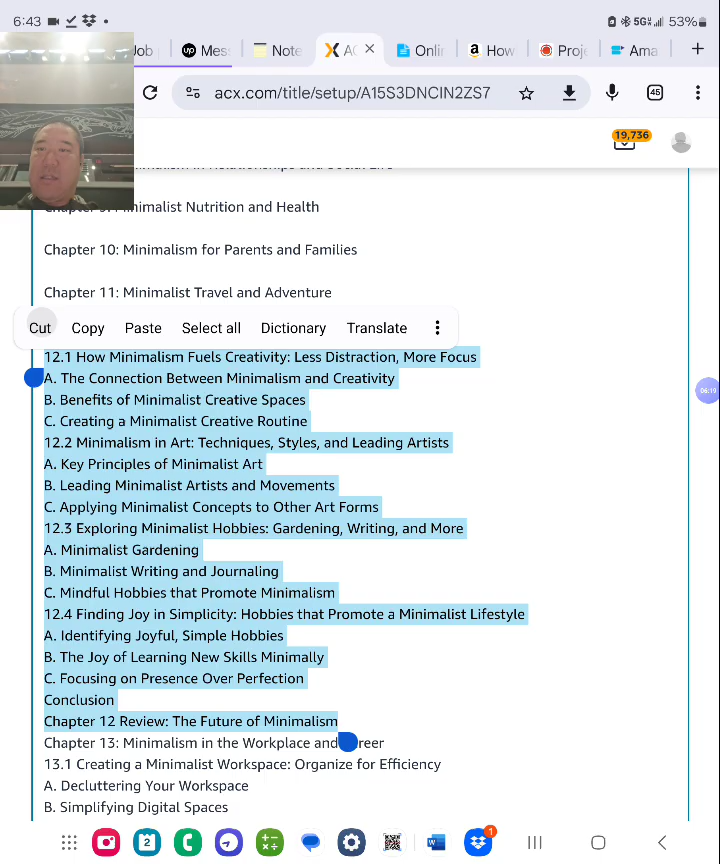 6:43
5G
53%
Job
Mes
Note
AC
Onli
How
Proj
Ama
acx.com/title/setup/A15S3DNCIN2ZS7
45
19,736
Minimalist Nutrition and Health
Chapter 10: Minimalism for Parents and Families
Chapter 11: Minimalist Travel and Adventure
Cut Copy Paste Select all Dictionary Translate
12.1 How Minimalism Fuels Creativity: Less Distraction, More Focus
A. The Connection Between Minimalism and Creativity
B. Benefits of Minimalist Creative Spaces
C. Creating a Minimalist Creative Routine
12.2 Minimalism in Art: Techniques, Styles, and Leading Artists
A. Key Principles of Minimalist Art
B. Leading Minimalist Artists and Movements
C. Applying Minimalist Concepts to Other Art Forms
12.3 Exploring Minimalist Hobbies: Gardening, Writing, and More
A. Minimalist Gardening
B. Minimalist Writing and Journaling
C. Mindful Hobbies that Promote Minimalism
12.4 Finding Joy in Simplicity: Hobbies that Promote a Minimalist Lifestyle
A. Identifying Joyful, Simple Hobbies
B. The Joy of Learning New Skills Minimally
C. Focusing on Presence Over Perfection
Conclusion
Chapter 12 Review: The Future of Minimalism
Chapter 13: Minimalism in the Workplace and reer
13.1 Creating a Minimalist Workspace: Organize for Efficiency
A. Decluttering Your Workspace
B. Simplifying Digital Spaces
06:19
2
1